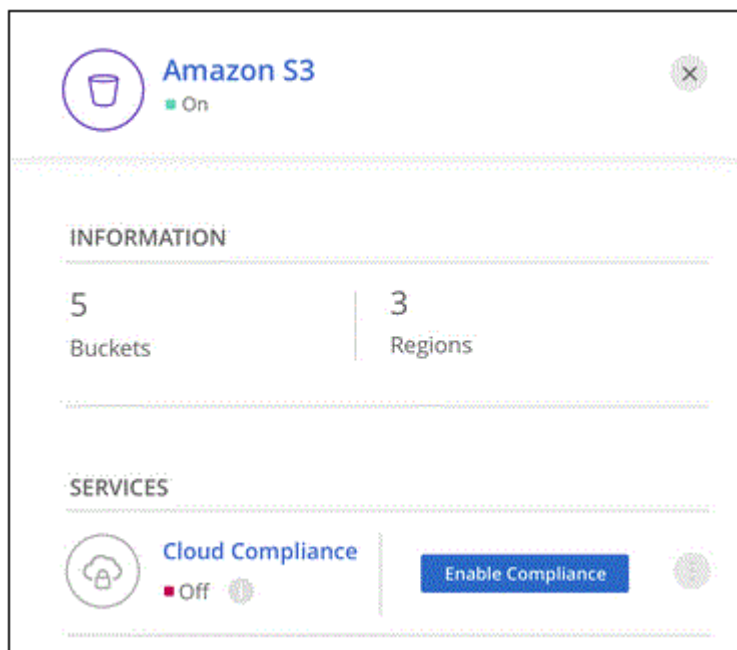 Amazon S3
On
INFORMATION
5
3
Buckets
Regions
SERVICES
Cloud Compliance
Off
Enable Compliance